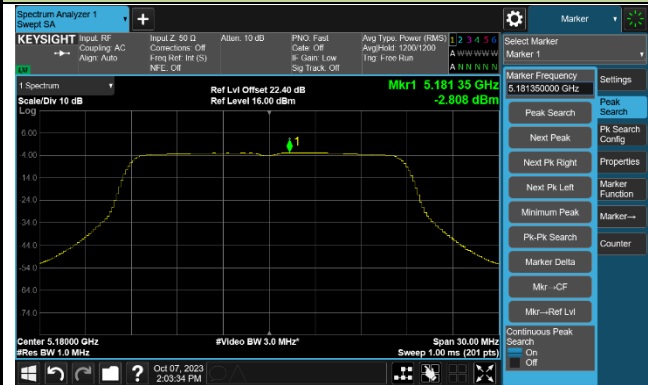 Spectrum Analyzer 1
Swept SA
+
Marker
KEYSIGHT
Input: RF
Coupling: AC
Align: Auto
Input Z: 50 Ω
Corrections: Off
Freq Ref: Int (S)
NFE: Off
Atten: 10 dB
PNO: Fast
Gate: Off
IF Gain: Low
Sig Track: Off
Avg Type: Power (RMS)
Avg|Hold: 1200/1200
Trig: Free Run
1 2 3 4 5 6
A W W W W W
A N N N N N
Select Marker
Marker 1
LXI
1 Spectrum
Scale/Div 10 dB
Log
Ref Lvl Offset 22.40 dB
Ref Level 16.00 dBm
Mkr1 5.181 35 GHz
-2.808 dBm
6.00
-4.00
-14.0
-24.0
-34.0
-44.0
-54.0
-64.0
-74.0
1
Center 5.18000 GHz
#Res BW 1.0 MHz
#Video BW 3.0 MHz*
Span 30.00 MHz
Sweep 1.00 ms (201 pts)
Marker Frequency
5.181350000 GHz
Peak Search
Next Peak
Next Pk Right
Next Pk Left
Minimum Peak
Pk-Pk Search
Marker Delta
Mkr→CF
Mkr→Ref Lvl
Continuous Peak
Search
On
Off
Settings
Peak
Search
Pk Search
Config
Properties
Marker
Function
Marker→
Counter
?
Oct 07, 2023
2:03:34 PM